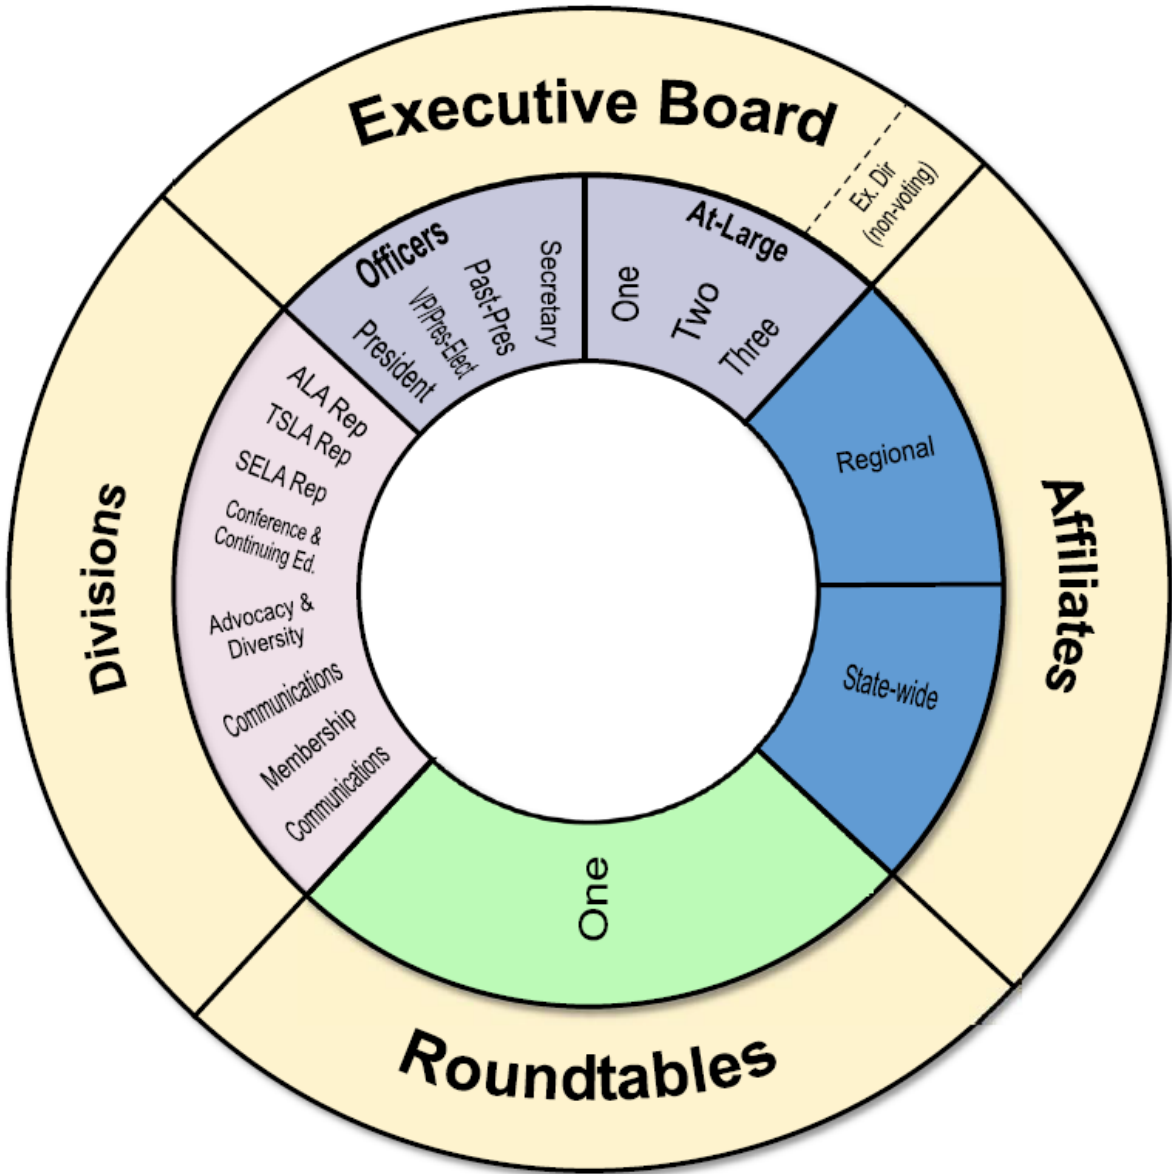 Executive Board
Ex. Dir
(non-voting)
Officers
President
VP/Pres-Elect
Past-Pres
Secretary
At-Large
One
Two
Three
Divisions
ALA Rep
TSLA Rep
SELA Rep
Conference &
Continuing Ed.
Advocacy &
Diversity
Communications
Membership
Communications
Affiliates
Regional
State-wide
One
Roundtables